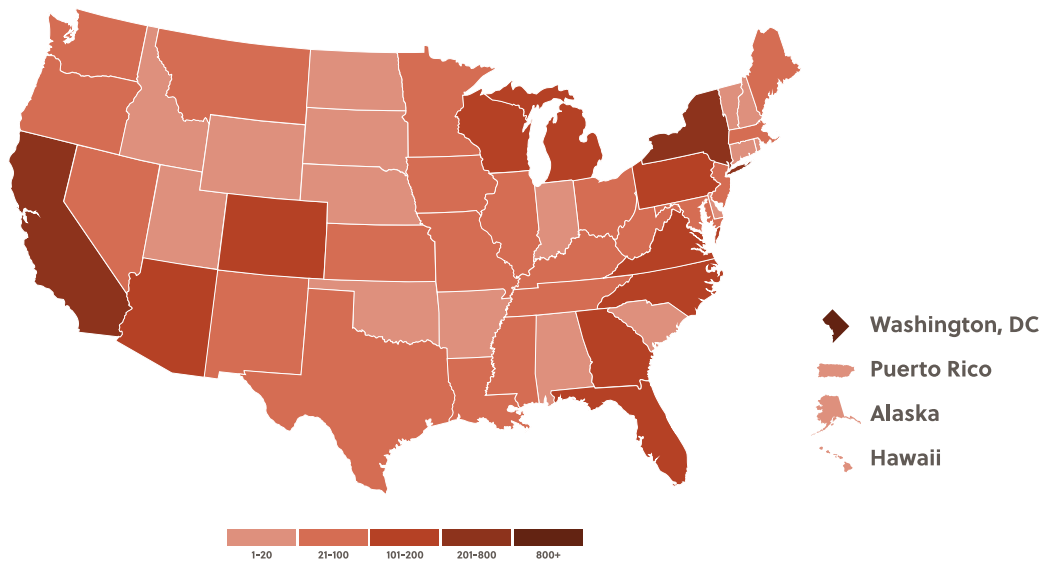 Washington, DC
Puerto Rico
Alaska
Hawaii
1-20
21-100
101-200
201-800
800+